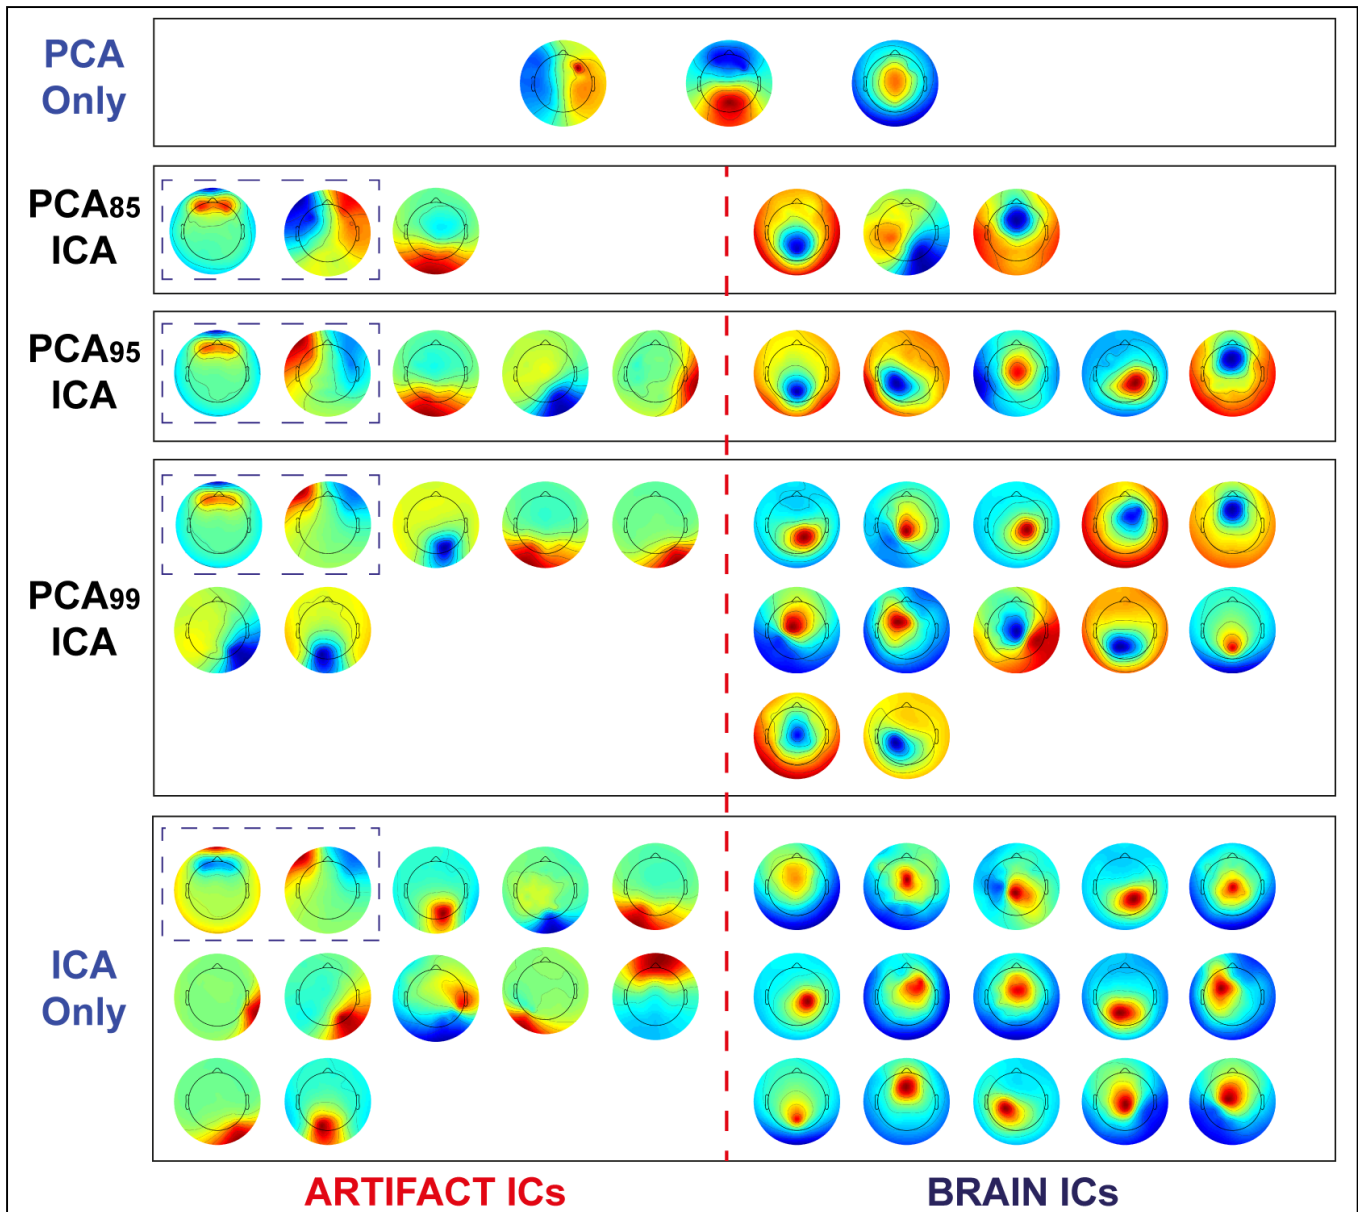 PCA
Only
PCA85
ICA
PCA95
ICA
PCA99
ICA
ICA
Only
ARTIFACT ICs
BRAIN ICs